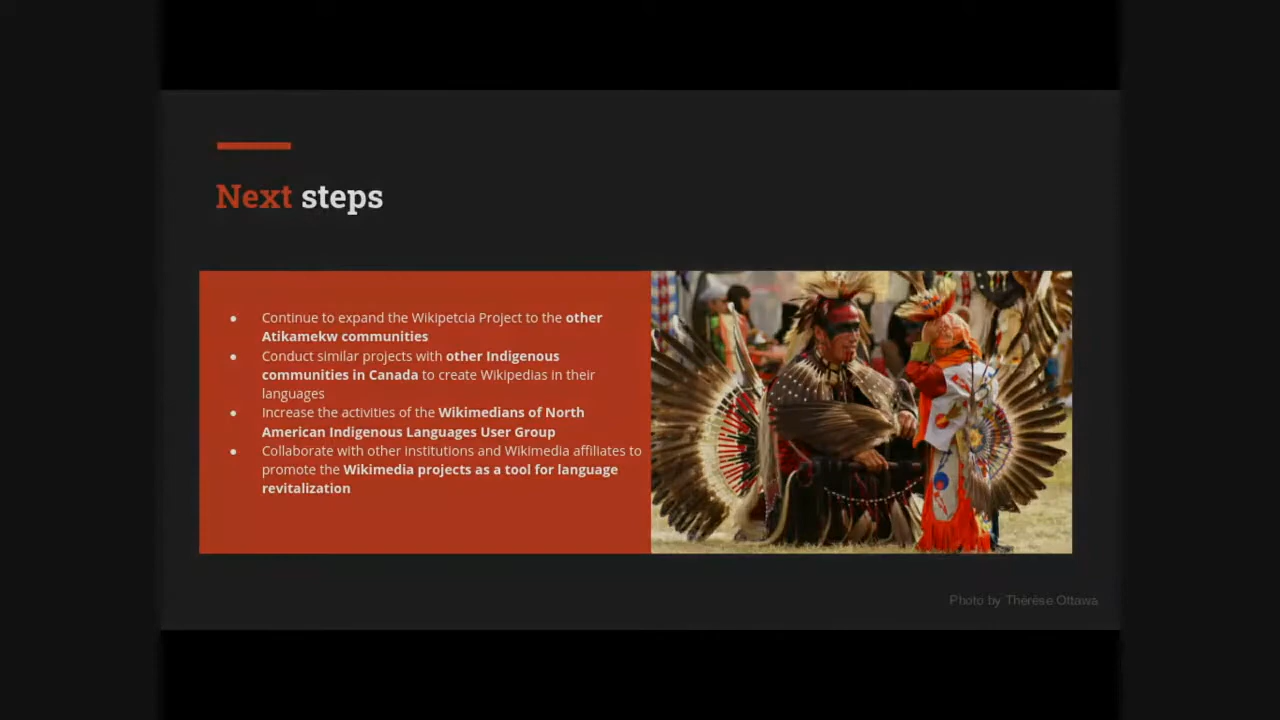 Next steps
● Continue to expand the Wikipetcia Project to the other
Atikamekw communities
● Conduct similar projects with other Indigenous
communities in Canada to create Wikipedias in their
languages
● Increase the activities of the Wikimedians of North
American Indigenous Languages User Group
● Collaborate with other institutions and Wikimedia affiliates to
promote the Wikimedia projects as a tool for language
revitalization
Photo by Thérèse Ottawa